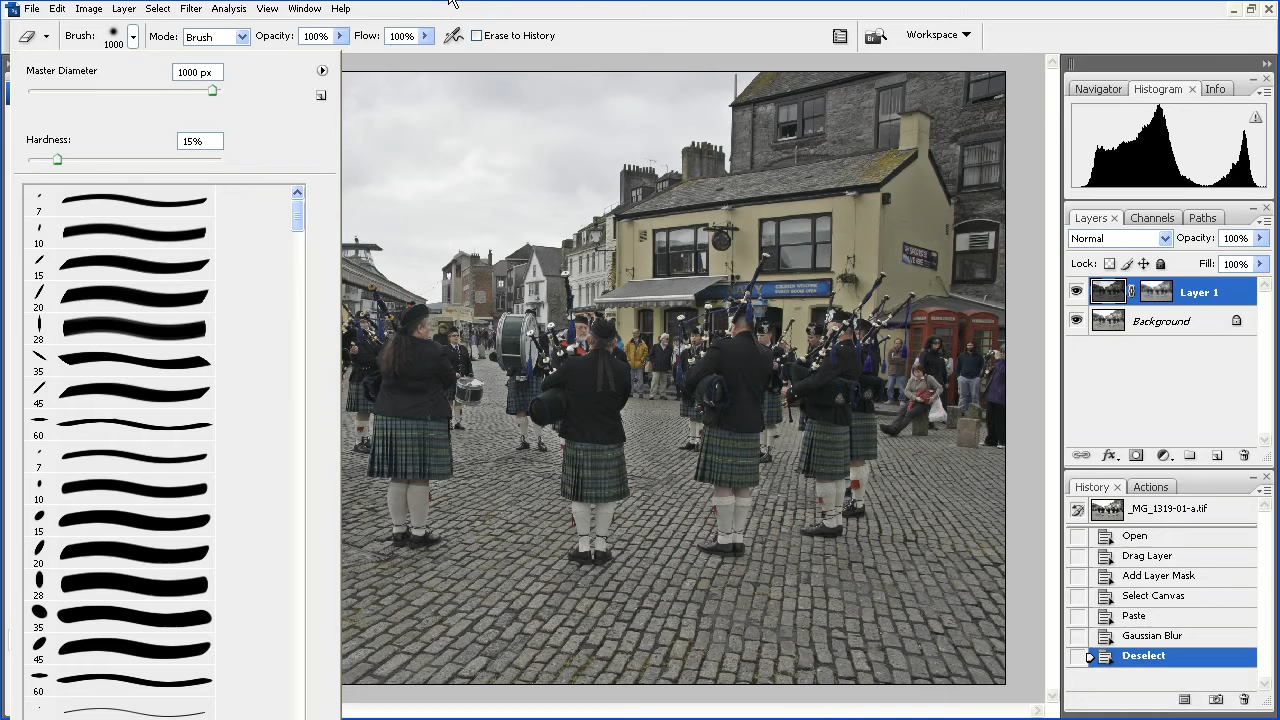 File Edit Image Layer Select Filter Analysis View Window Help
Brush: 1000 Mode: Brush Opacity: 100% Flow: 100% Erase to History Workspace
Master Diameter 1000 px
Hardness: 15%
10
15
20
28
35
45
60
7
10
15
20
28
35
45
60
Navigator Histogram Info
Layers Channels Paths
Normal Opacity: 100%
Lock: Fill: 100%
Layer 1
Background
History Actions
_MG_1381-01-a.tif
Open
Drag Layer
Add Layer Mask
Select Canvas
Paste
Gaussian Blur
Deselect